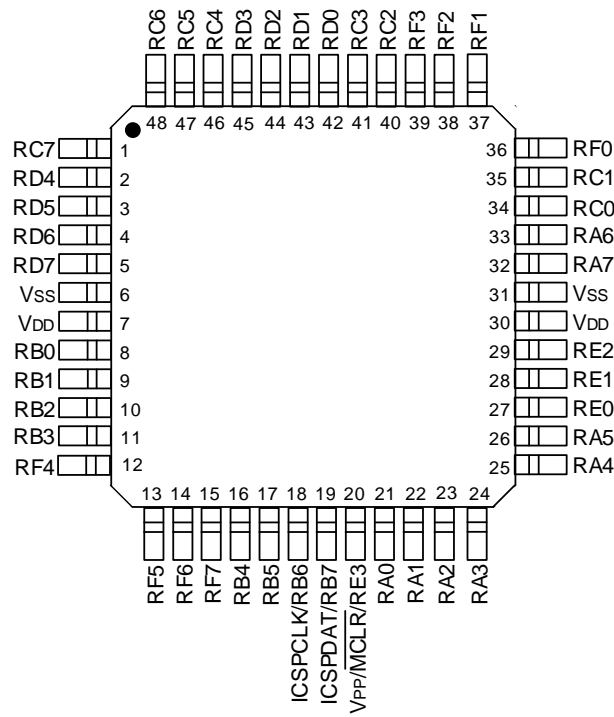 RC6 RC5 RC4 RD3 RD2 RD1 RD0 RC3 RC2 RF3 RF2 RF1
48 47 46 45 44 43 42 41 40 39 38 37
RC7 1 36 RF0
RD4 2 35 RC1
RD5 3 34 RC0
RD6 4 33 RA6
RD7 5 32 RA7
VSS 6 31 VSS
VDD 7 30 VDD
RB0 8 29 RE2
RB1 9 28 RE1
RB2 10 27 RE0
RB3 11 26 RA5
RF4 12 25 RA4
13 14 15 16 17 18 19 20 21 22 23 24
RF5 RF6 RF7 RB4 RB5 ICSPCLK/RB6 ICSPDAT/RB7 VPP/MCLR/RE3 RA0 RA1 RA2 RA3